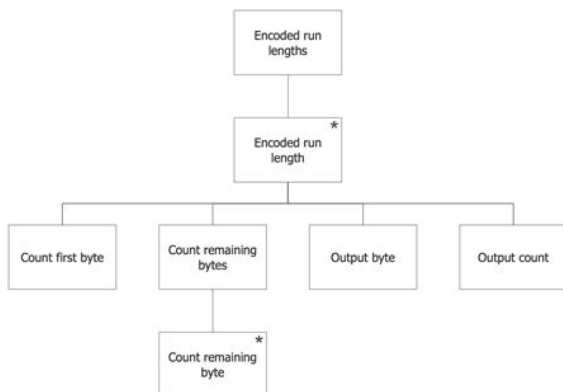 Encoded run
lengths
*
Encoded run
length
Count first byte
Count remaining
bytes
Output byte
Output count
*
Count remaining
byte